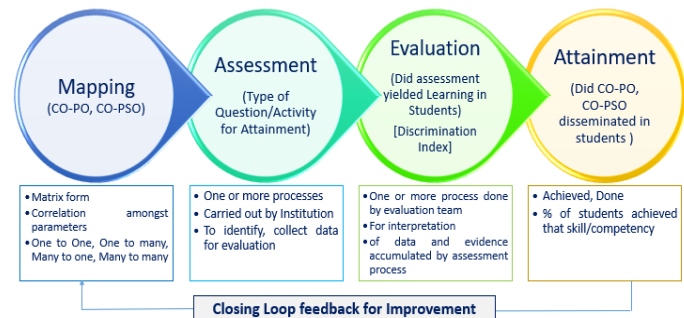 Mapping
(CO-PO, CO-PSO)
Assessment
(Type of
Question/Activity
for Attainment)
Evaluation
(Did assessment
yielded Learning in
Students)
[Discrimination
Index]
Attainment
(Did CO-PO,
CO-PSO
disseminated in
students )
• Matrix form
• Correlation amongst
parameters
• One to One, One to many,
Many to one, Many to many
• One or more processes
• Carried out by Institution
• To identify, collect data
for evaluation
• One or more process done
by evaluation team
• For interpretation
• of data and evidence
accumulated by assessment
process
• Achieved, Done
• % of students achieved
that skill/competency
Closing Loop feedback for Improvement